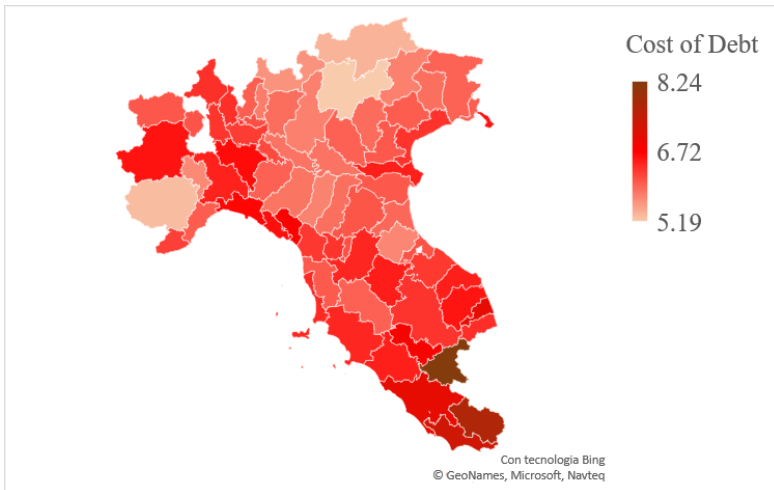 Cost of Debt
8.24
6.72
5.19
Con tecnologia Bing
© GeoNames, Microsoft, Navteq